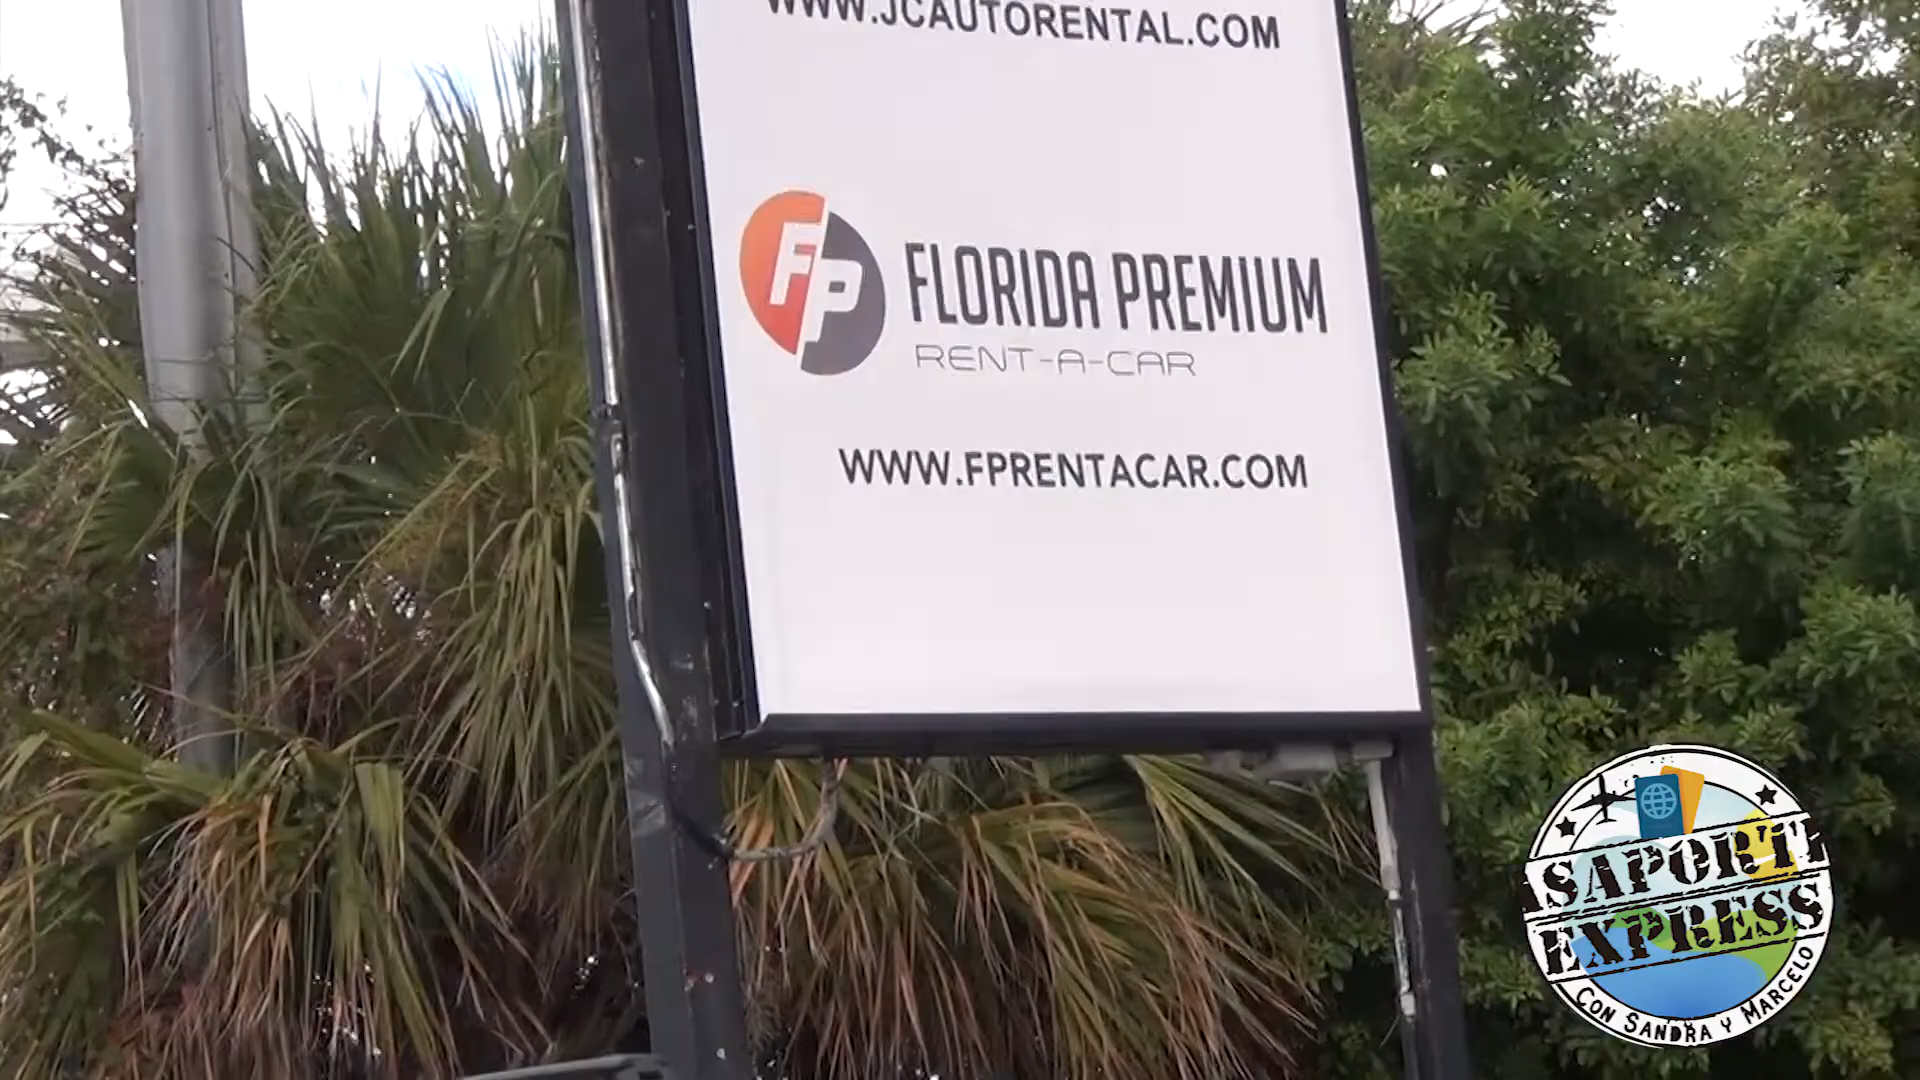 WWW.JCAUTORENTAL.COM
FP
FLORIDA PREMIUM
RENT-A-CAR
WWW.FPRENTACAR.COM
ASAPORTE
EXPRESS
CON SANDRA Y MARCELO